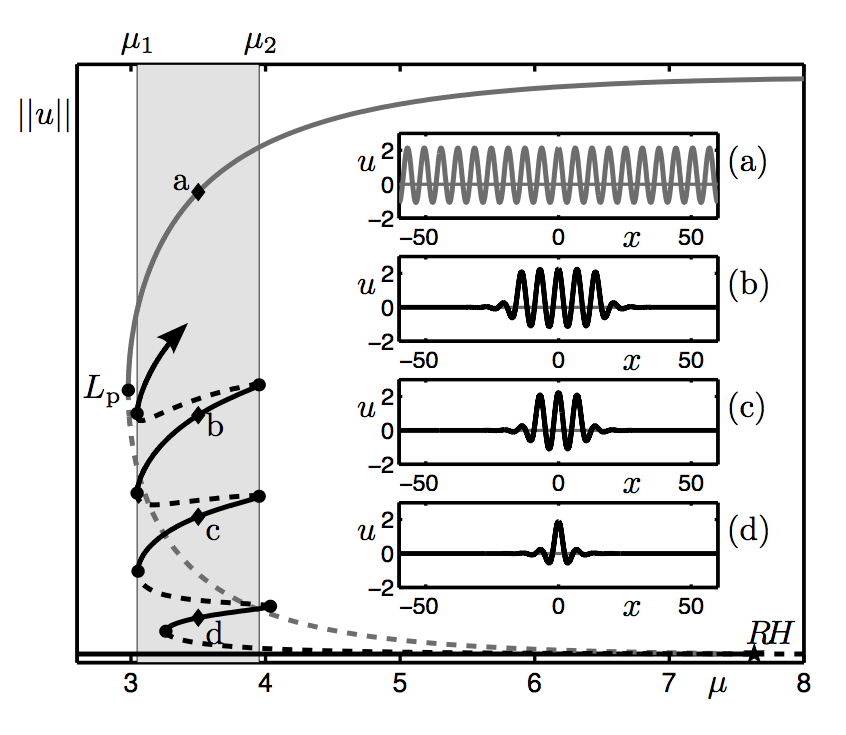 μ₁ μ₂
||u||
a
Lₚ
b
c
d
u 2 0 −2 (a)
−50 0 x 50
u 2 0 −2 (b)
−50 0 x 50
u 2 0 −2 (c)
−50 0 x 50
u 2 0 −2 (d)
−50 0 x 50
RH
3 4 5 6 7 μ 8